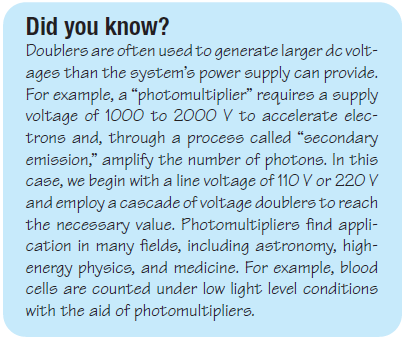 Did you know?
Doublers are often used to generate larger dc volt-
ages than the system's power supply can provide.
For example, a “photomultiplier” requires a supply
voltage of 1000 to 2000 V to accelerate elec-
trons and, through a process called “secondary
emission,” amplify the number of photons. In this
case, we begin with a line voltage of 110 V or 220 V
and employ a cascade of voltage doublers to reach
the necessary value. Photomultipliers find appli-
cation in many fields, including astronomy, high-
energy physics, and medicine. For example, blood
cells are counted under low light level conditions
with the aid of photomultipliers.